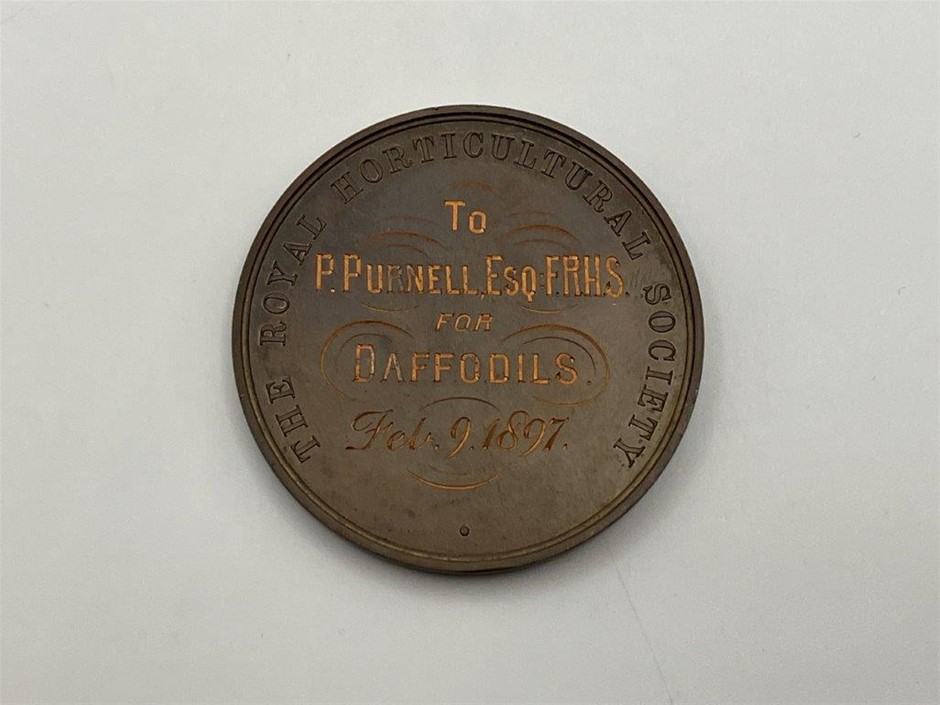 THE ROYAL HORTICULTURAL SOCIETY
To
P. PURNELL, ESQ: F.R.H.S.
FOR
DAFFODILS.
Feb. 9. 1897.